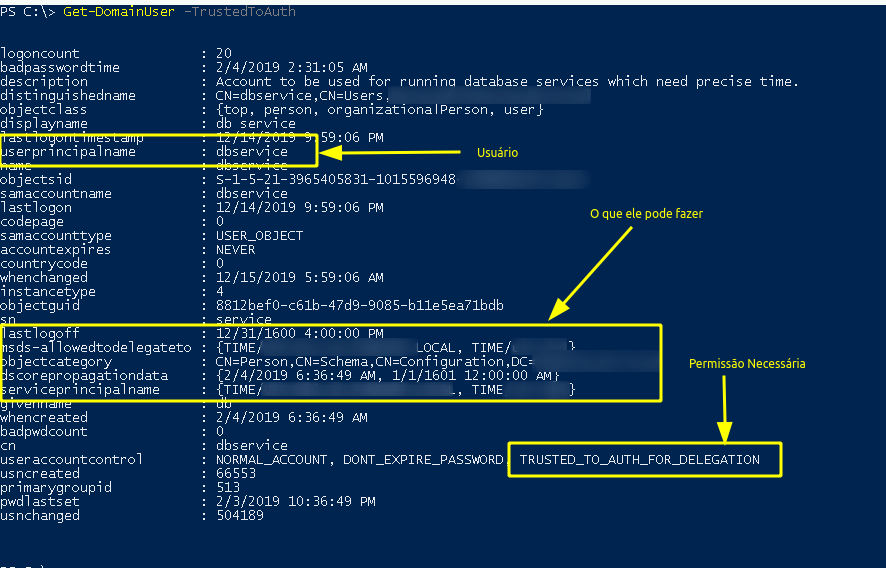 PS C:\> Get-DomainUser -TrustedToAuth
logoncount : 20
badpasswordtime : 2/4/2019 2:31:05 AM
description : Account to be used for running database services which need precise time.
distinguishedname : CN=dbservice,CN=Users,
objectclass : {top, person, organizationalPerson, user}
displayname : db service
lastlogontimestamp : 12/14/2019 9:59:06 PM
userprincipalname : dbservice
Usuário
name : dbservice
objectsid : S-1-5-21-3965405831-1015596948
samaccountname : dbservice
lastlogon : 12/14/2019 9:59:06 PM
O que ele pode fazer
codepage : 0
samaccounttype : USER_OBJECT
accountexpires : NEVER
countrycode : 0
whenchanged : 12/15/2019 5:59:06 AM
instancetype : 4
objectguid : 8812bef0-c61b-47d9-9085-b11e5ea71bdb
sn : service
lastlogoff : 12/31/1600 4:00:00 PM
msds-allowedtodelegateto : {TIME/ LOCAL, TIME/ }
objectcategory : CN=Person,CN=Schema,CN=Configuration,DC=
Permissão Necessária
dscorepropagationdata : {2/4/2019 6:36:49 AM, 1/1/1601 12:00:00 AM}
serviceprincipalname : {TIME/ L, TIME }
givenname : db
whencreated : 2/4/2019 6:36:49 AM
badpwdcount : 0
cn : dbservice
useraccountcontrol : NORMAL_ACCOUNT, DONT_EXPIRE_PASSWORD, TRUSTED_TO_AUTH_FOR_DELEGATION
usncreated : 66553
primarygroupid : 513
pwdlastset : 2/3/2019 10:36:49 PM
usnchanged : 504189